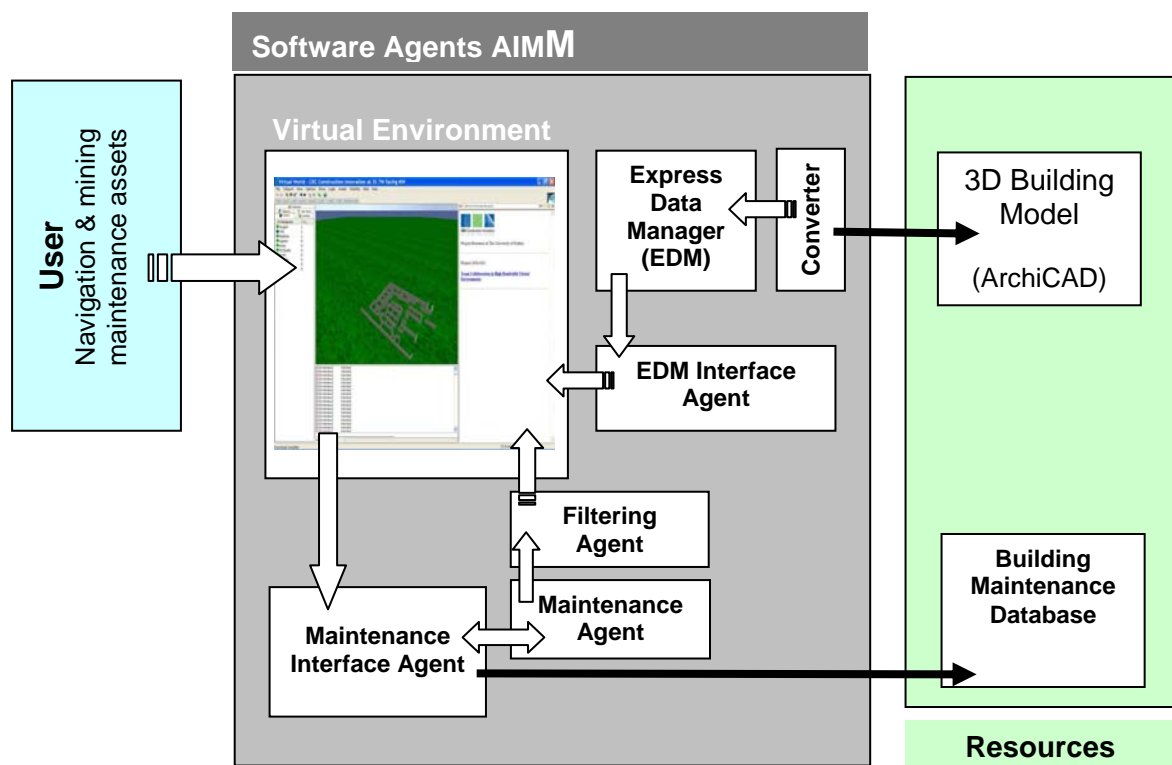 Software Agents AIMM
User
Navigation & mining
maintenance assets
Virtual Environment
Express
Data
Manager
(EDM)
Converter
3D Building
Model
(ArchiCAD)
EDM Interface
Agent
Filtering
Agent
Maintenance
Agent
Maintenance
Interface Agent
Building
Maintenance
Database
Resources